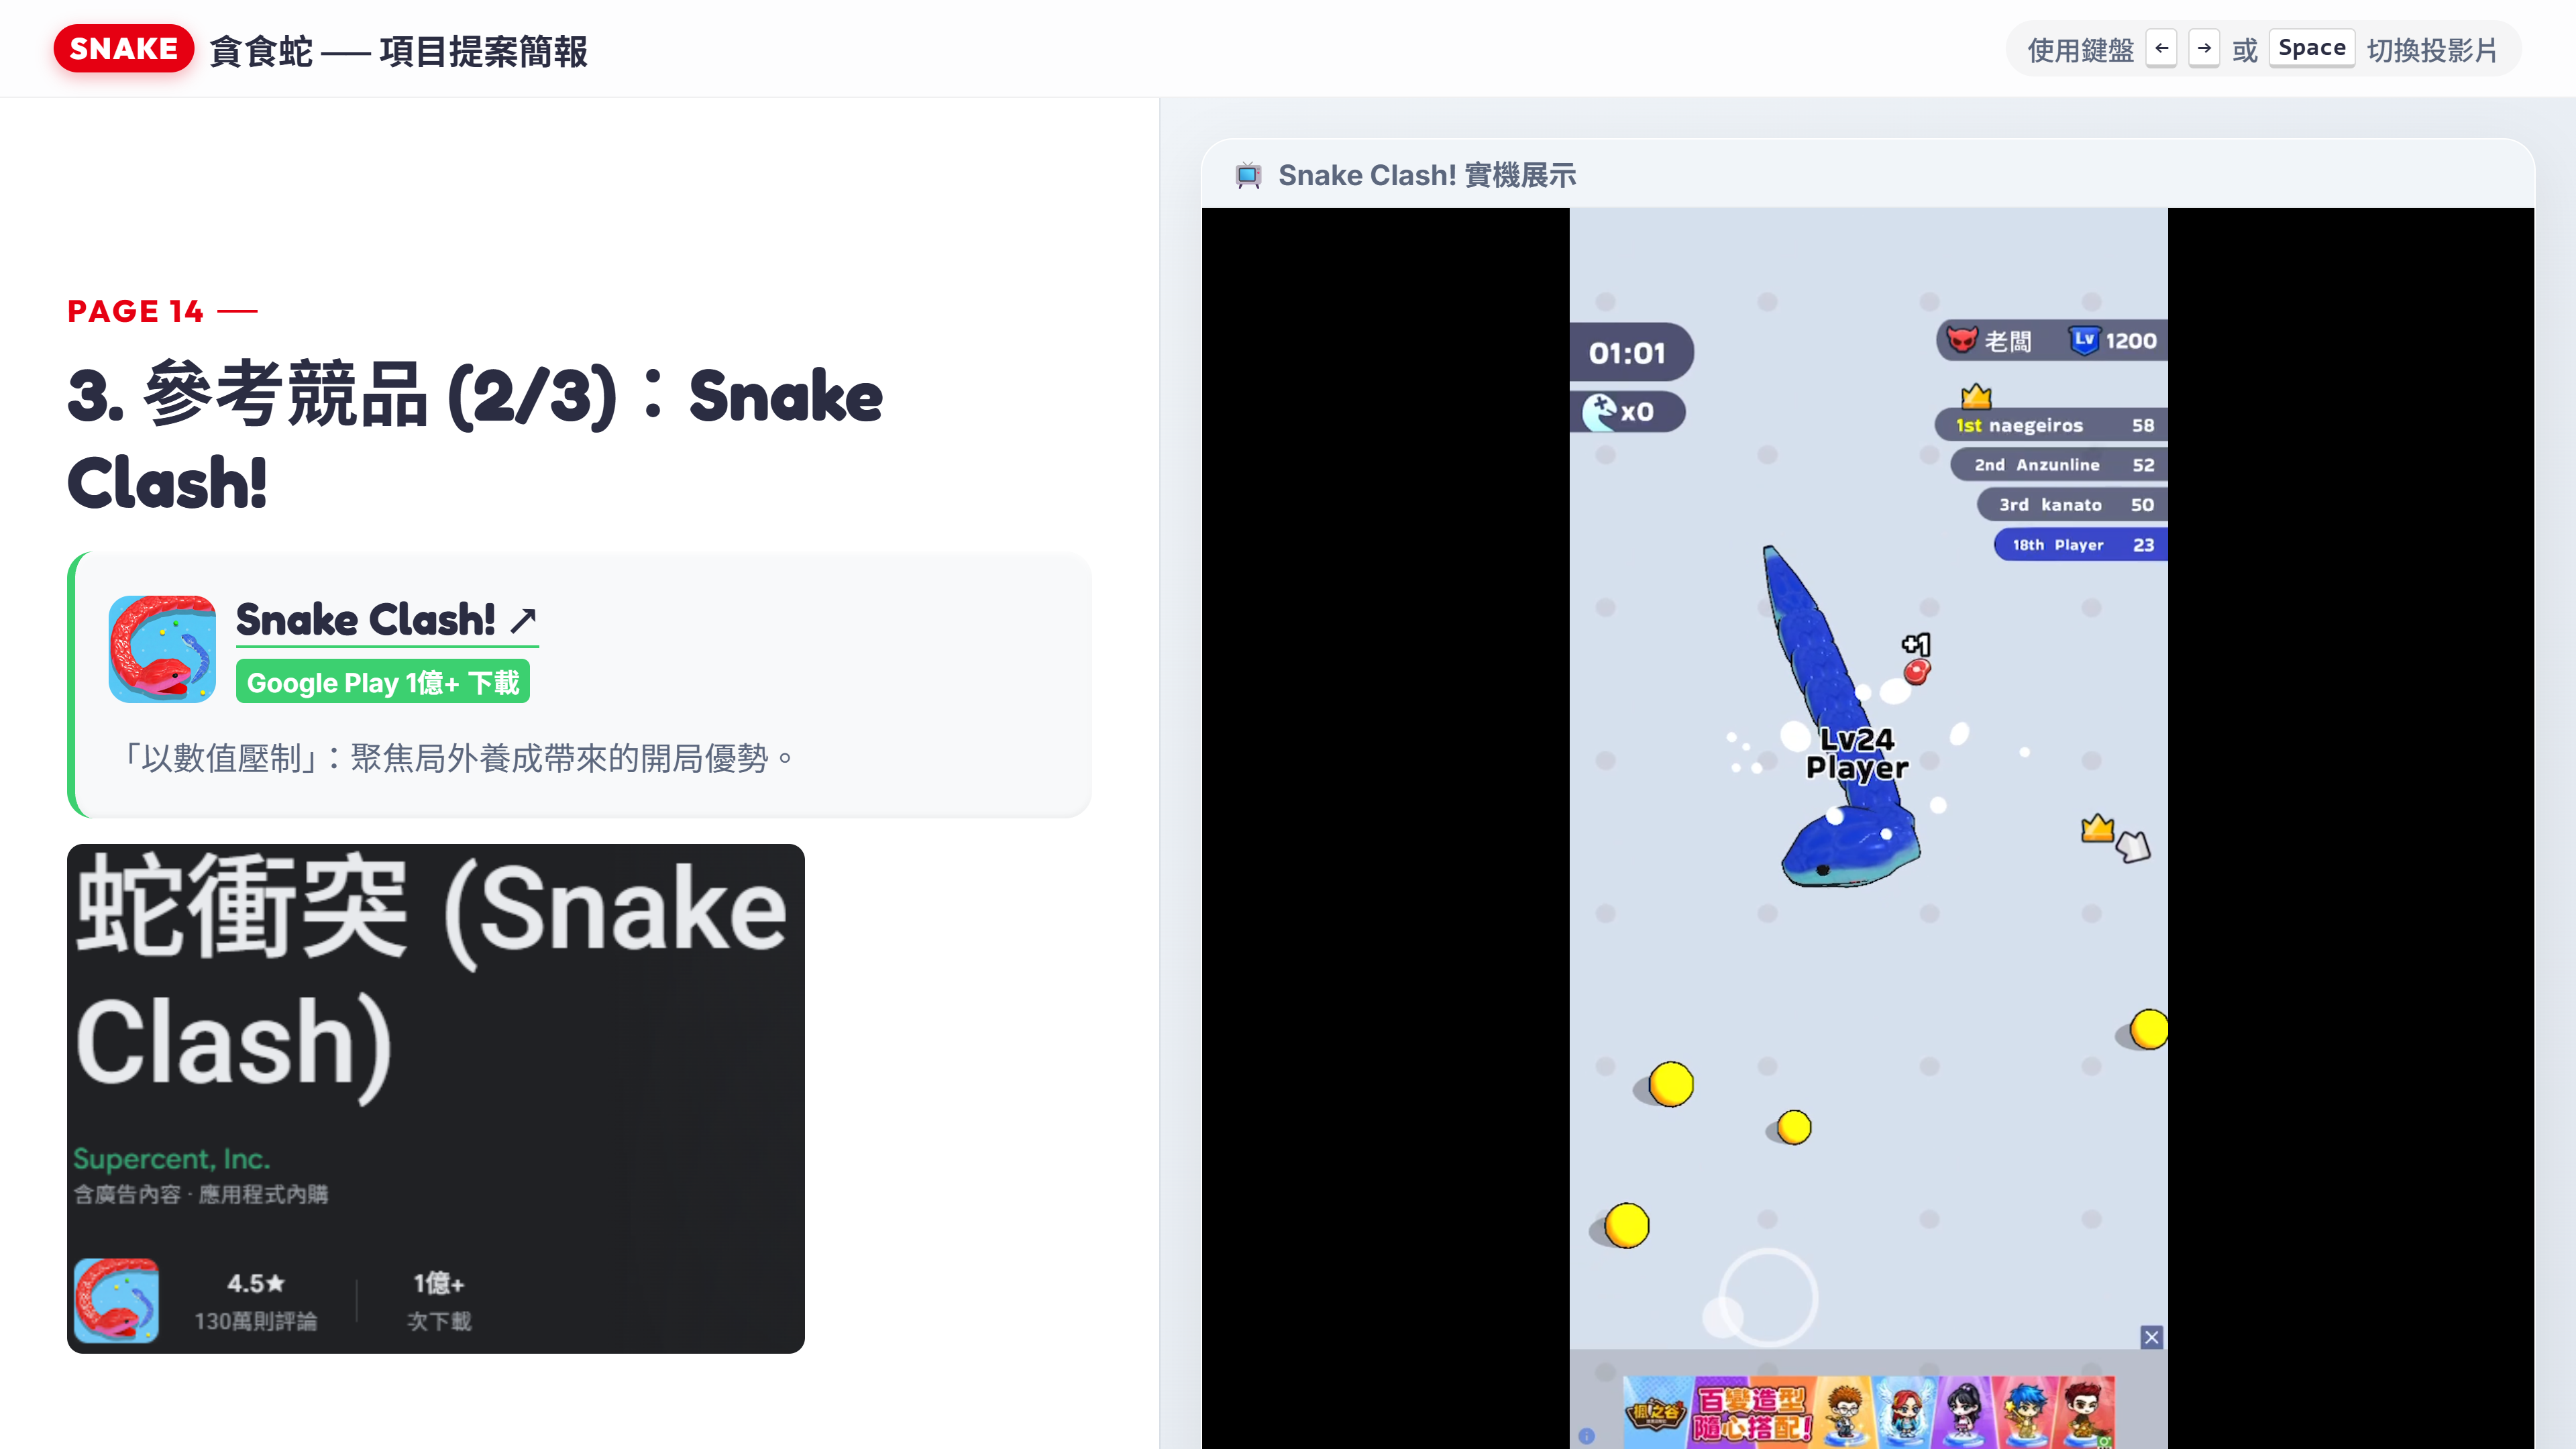 SNAKE 貪食蛇 —— 項目提案簡報
使用鍵盤 ← → 或 Space 切換投影片
PAGE 14 —
3. 參考競品 (2/3)：Snake
Clash!
Snake Clash! ↗
Google Play 1億+ 下載
「以數值壓制」：聚焦局外養成帶來的開局優勢。
蛇衝突 (Snake
Clash)
Supercent, Inc.
含廣告內容 · 應用程式內購
4.5★
130萬則評論
1億+
次下載
Snake Clash! 實機展示
01:01
x0
老闆 Lv 1200
1st naegeiros 58
2nd Anzunline 52
3rd kanato 50
18th Player 23
+1
Lv24
Player
百變造型
隨心搭配!